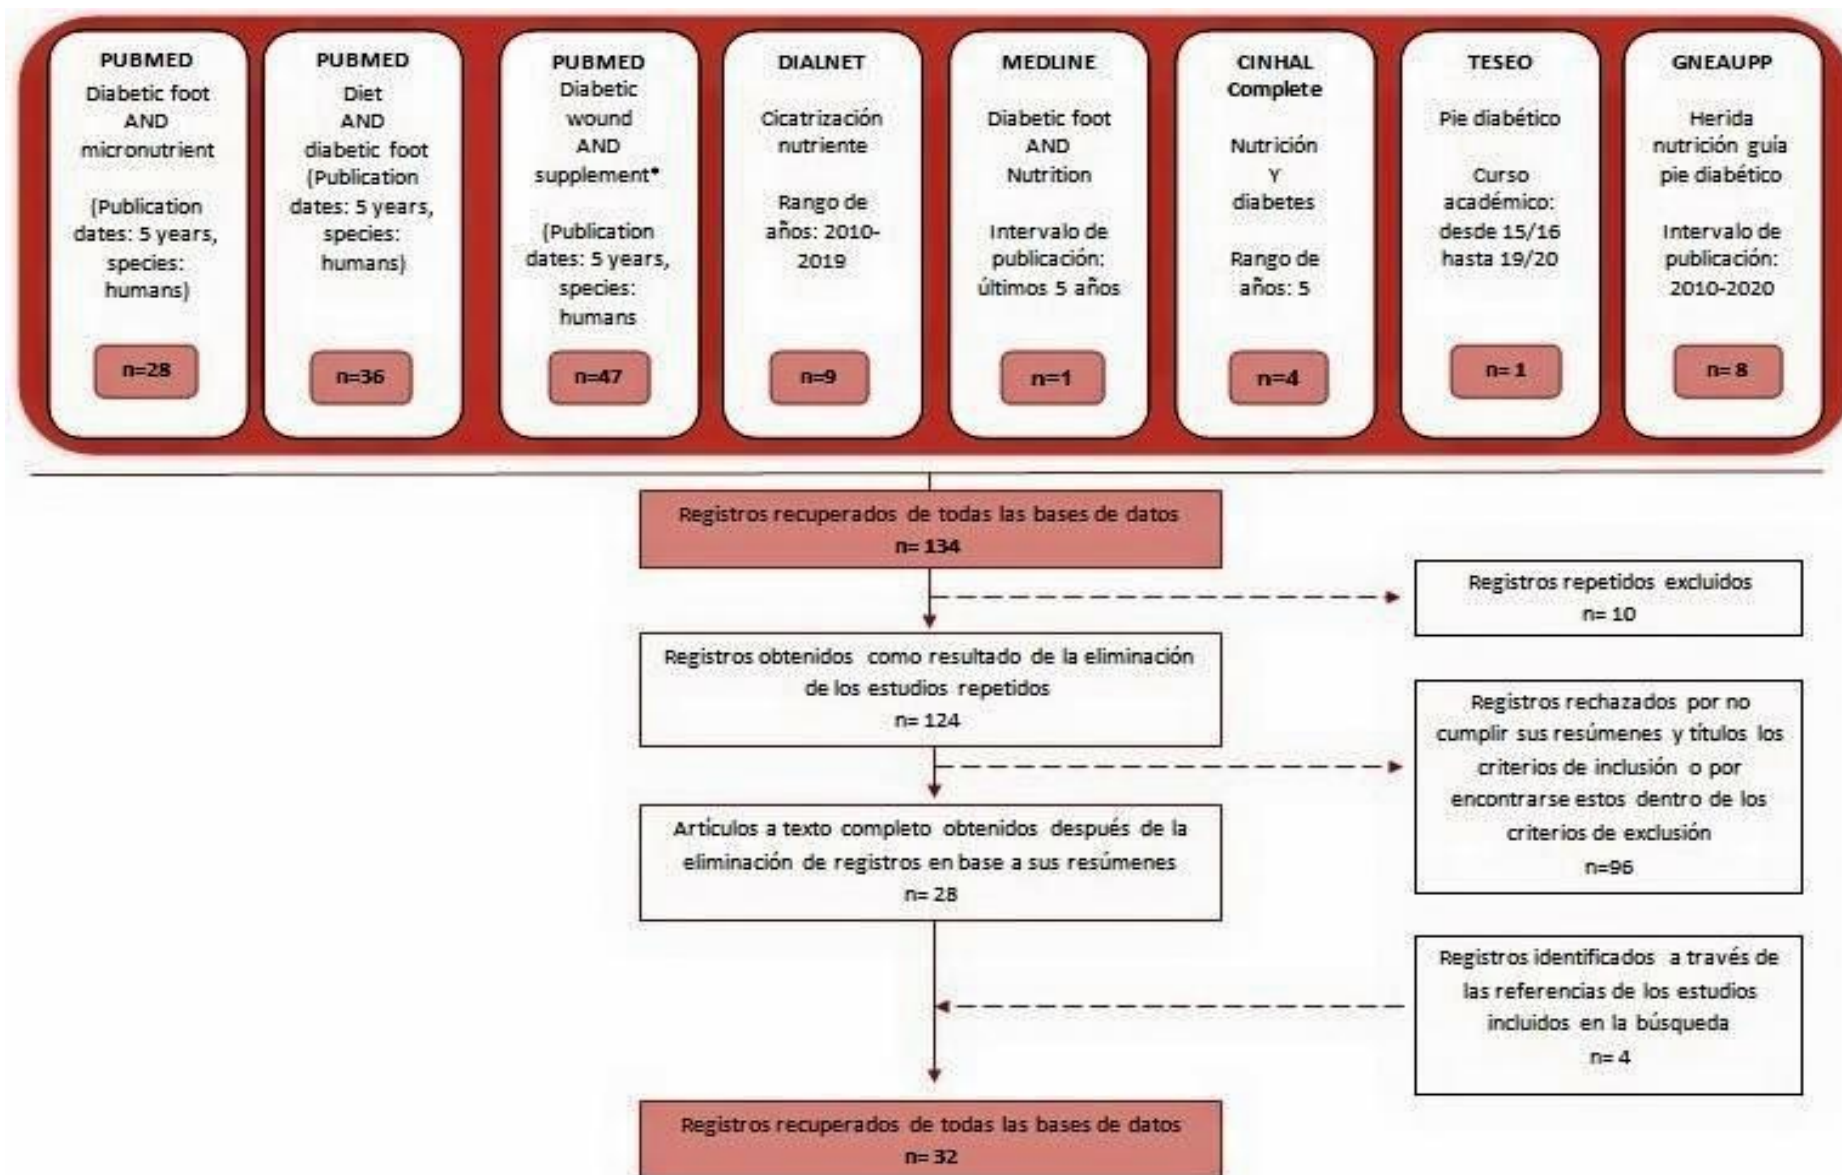 PUBMED
Diabetic foot
AND
micronutrient
(Publication
dates: 5 years,
species:
humans)
n=28
PUBMED
Diet
AND
diabetic foot
(Publication
dates: 5 years,
species:
humans)
n=36
PUBMED
Diabetic
wound
AND
supplement*
(Publication
dates: 5 years,
species:
humans
n=47
DIALNET
Cicatrización
nutriente
Rango de
años: 2010-
2019
n=9
MEDLINE
Diabetic foot
AND
Nutrition
Intervalo de
publicación:
últimos 5 años
n=1
CINHAL
Complete
Nutrición
Y
diabetes
Rango de
años: 5
n=4
TESEO
Pie diabético
Curso
académico:
desde 15/16
hasta 19/20
n= 1
GNEAUPP
Herida
nutrición guía
pie diabético
Intervalo de
publicación:
2010-2020
n= 8
Registros recuperados de todas las bases de datos
n= 134
Registros repetidos excluidos
n= 10
Registros obtenidos como resultado de la eliminación
de los estudios repetidos
n= 124
Registros rechazados por no
cumplir sus resúmenes y títulos los
criterios de inclusión o por
encontrarse estos dentro de los
criterios de exclusión
n=96
Artículos a texto completo obtenidos después de la
eliminación de registros en base a sus resúmenes
n= 28
Registros identificados a través de
las referencias de los estudios
incluidos en la búsqueda
n= 4
Registros recuperados de todas las bases de datos
n= 32